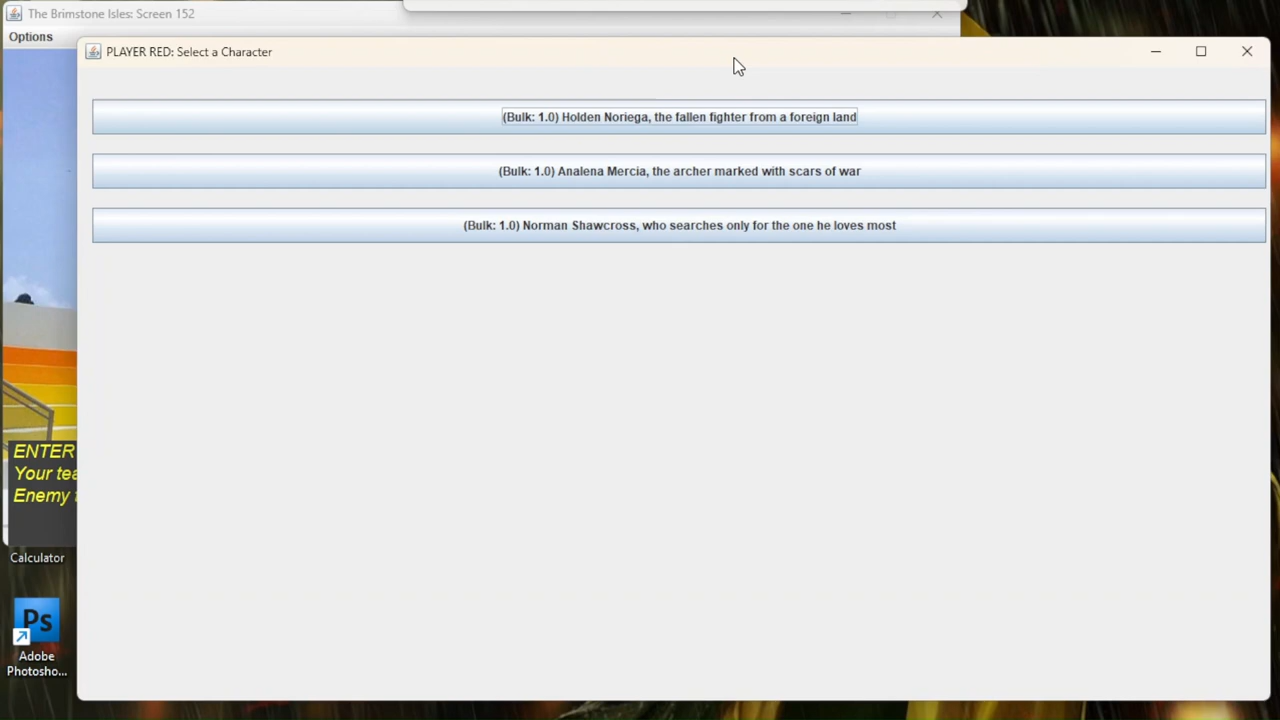 The Brimstone Isles: Screen 152
Options
PLAYER RED: Select a Character
(Bulk: 1.0) Holden Noriega, the fallen fighter from a foreign land
(Bulk: 1.0) Analena Mercia, the archer marked with scars of war
(Bulk: 1.0) Norman Shawcross, who searches only for the one he loves most
ENTER
Your
Enemy
Calculator
Ps
Adobe
Photosho...